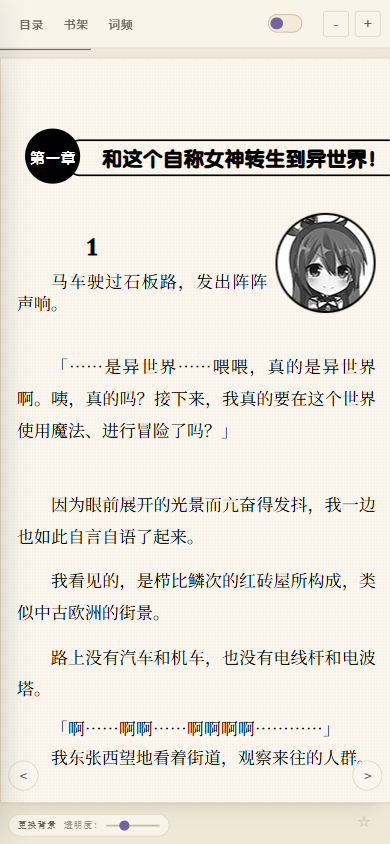 目录 书架 词频 - +
第一章 和这个自称女神转生到异世界！
1
马车驶过石板路，发出阵阵
声响。
「……是异世界……喂喂，真的是异世界
啊。咦，真的吗？接下来，我真的要在这个世界
使用魔法、进行冒险了吗？」
因为眼前展开的光景而亢奋得发抖，我一边
也如此自言自语了起来。
我看见的，是栉比鳞次的红砖屋所构成，类
似中古欧洲的街景。
路上没有汽车和机车，也没有电线杆和电波
塔。
「啊……啊啊……啊啊啊啊…………」
我东张西望地看着街道，观察来往的人群。
< >
更换背景 透明度： ☆